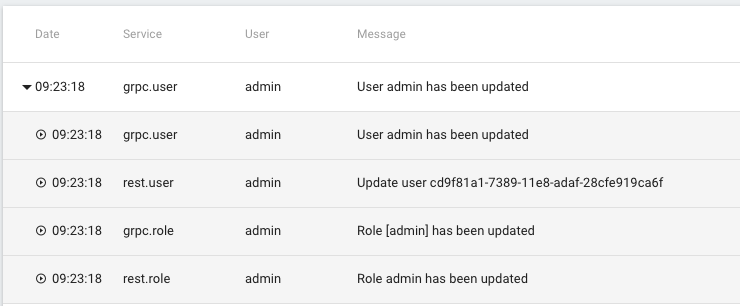 Date Service User Message
09:23:18 grpc.user admin User admin has been updated
09:23:18 grpc.user admin User admin has been updated
09:23:18 rest.user admin Update user cd9f81a1-7389-11e8-adaf-28cfe919ca6f
09:23:18 grpc.role admin Role [admin] has been updated
09:23:18 rest.role admin Role admin has been updated